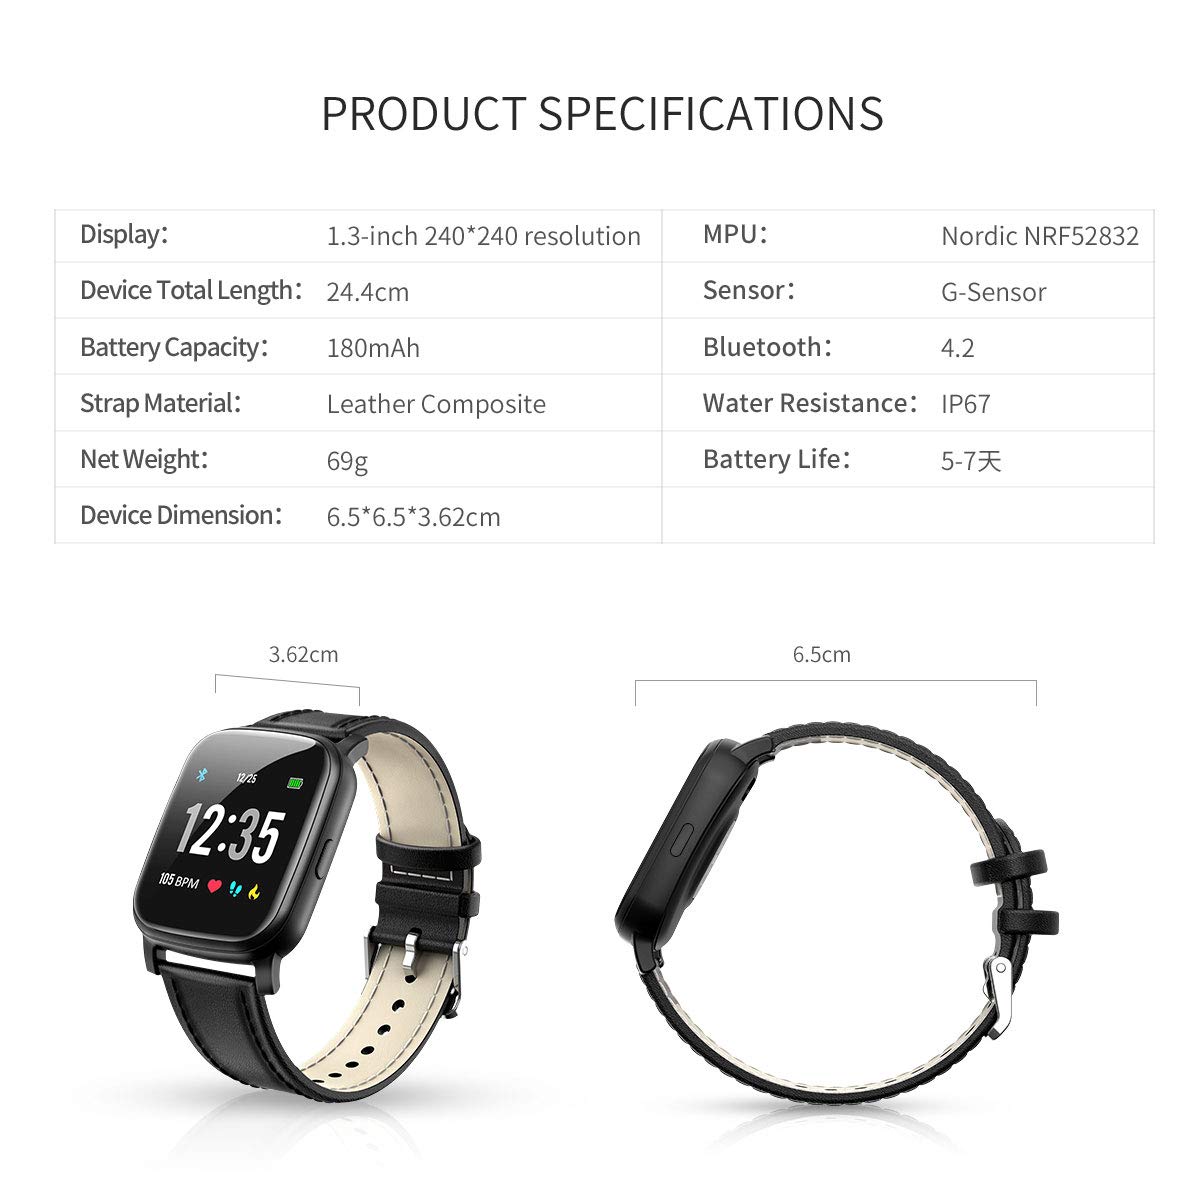 PRODUCT SPECIFICATIONS
Display： 1.3-inch 240*240 resolution
MPU： Nordic NRF52832
Device Total Length： 24.4cm
Sensor： G-Sensor
Battery Capacity： 180mAh
Bluetooth： 4.2
Strap Material： Leather Composite
Water Resistance： IP67
Net Weight： 69g
Battery Life： 5-7天
Device Dimension： 6.5*6.5*3.62cm
3.62cm
6.5cm
12/25
12:35
105 BPM